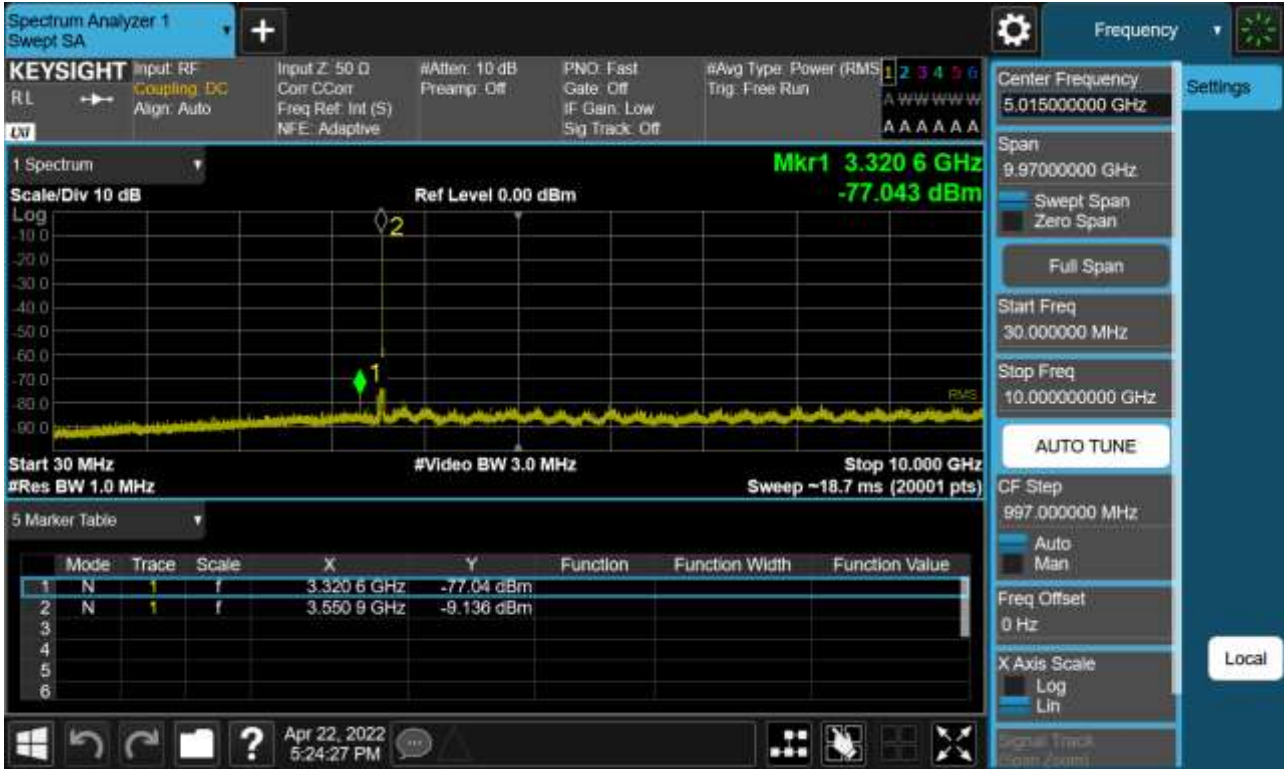 Spectrum Analyzer 1
Swept SA
Frequency
KEYSIGHT
RL
LXI
Input: RF
Coupling: DC
Align: Auto
Input Z: 50 Ω
Corr CCorr
Freq Ref: Int (S)
NFE: Adaptive
#Atten: 10 dB
Preamp: Off
PNO: Fast
Gate: Off
IF Gain: Low
Sig Track: Off
#Avg Type: Power (RMS
Trig: Free Run
1 2 3 4 5 6
A W W W W W
A A A A A A
1 Spectrum
Scale/Div 10 dB
Ref Level 0.00 dBm
Mkr1 3.320 6 GHz
-77.043 dBm
Log
-10.0
-20.0
-30.0
-40.0
-50.0
-60.0
-70.0
-80.0
-90.0
2
1
RMS
Start 30 MHz
#Video BW 3.0 MHz
Stop 10.000 GHz
#Res BW 1.0 MHz
Sweep ~18.7 ms (20001 pts)
5 Marker Table
Mode Trace Scale X Y Function Function Width Function Value
1 N 1 f 3.320 6 GHz -77.04 dBm
2 N 1 f 3.550 9 GHz -9.136 dBm
3
4
5
6
Apr 22, 2022
5:24:27 PM
Center Frequency
5.015000000 GHz
Span
9.97000000 GHz
Swept Span
Zero Span
Full Span
Start Freq
30.000000 MHz
Stop Freq
10.000000000 GHz
AUTO TUNE
CF Step
997.000000 MHz
Auto
Man
Freq Offset
0 Hz
X Axis Scale
Log
Lin
Signal Track
(Span Zoom)
Settings
Local